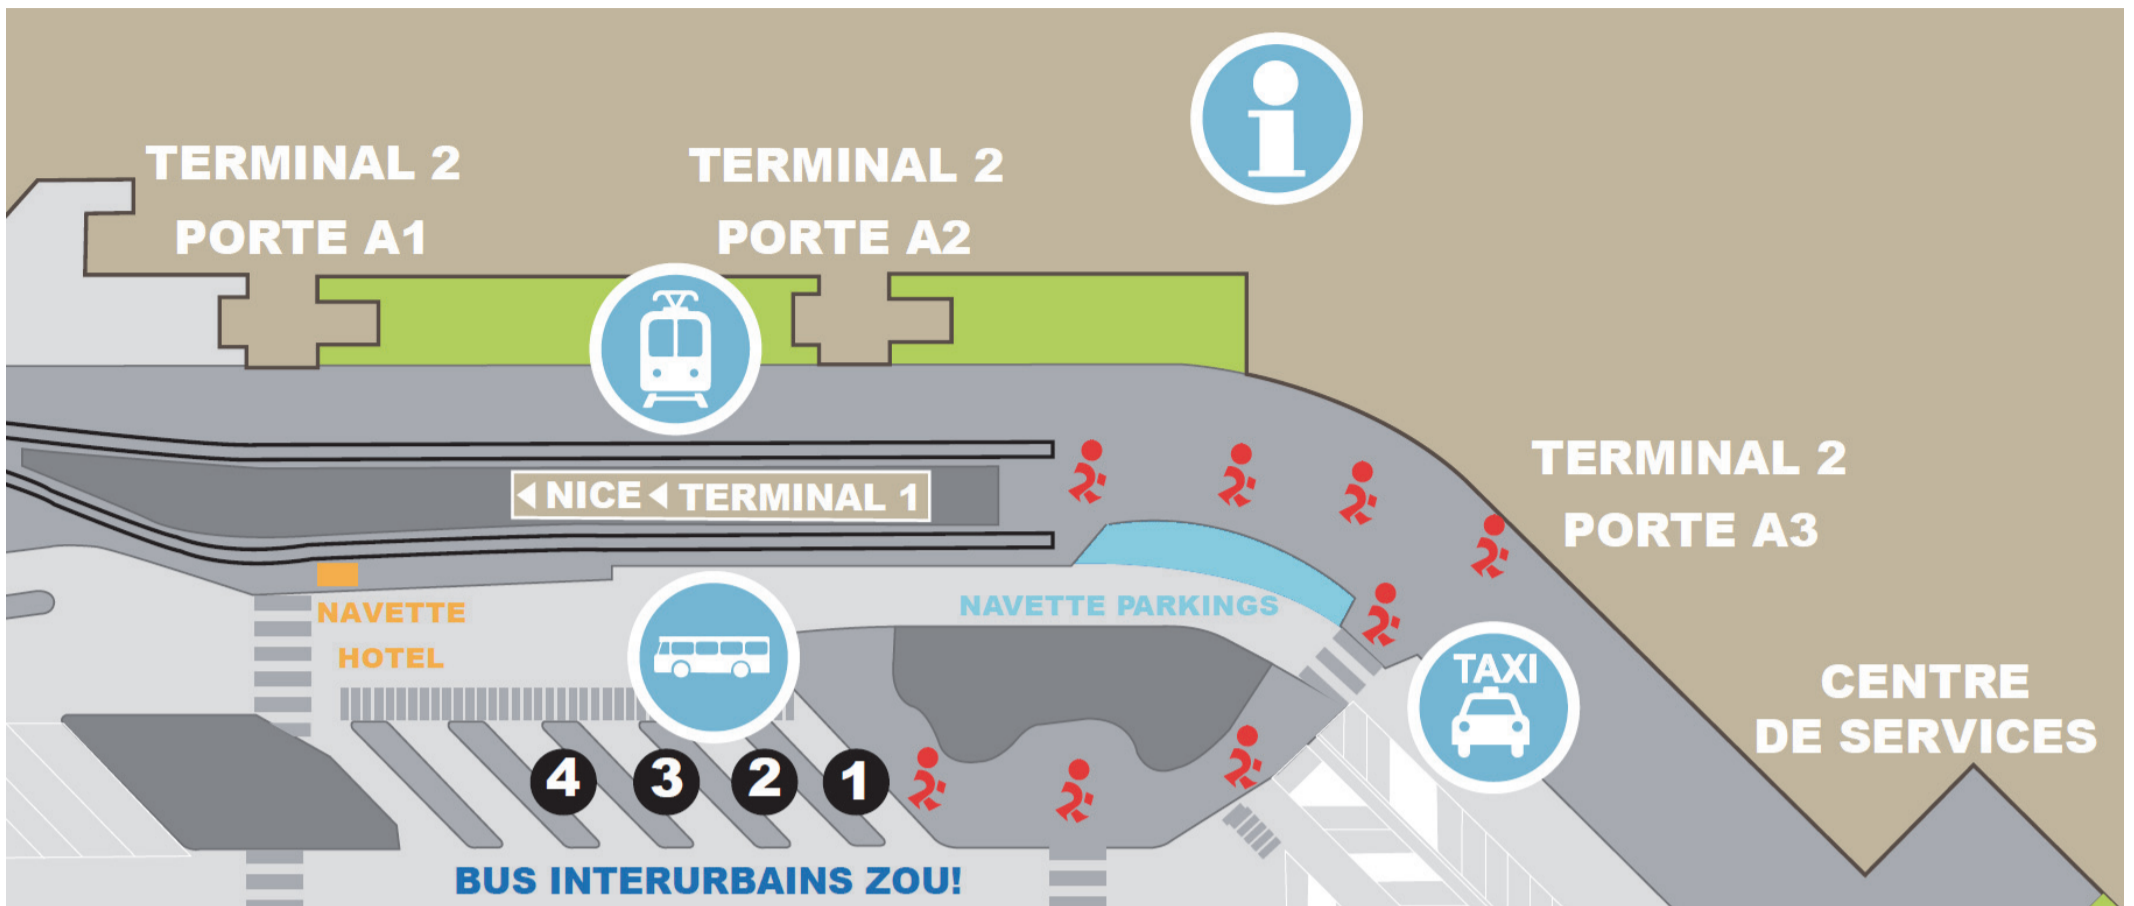 TERMINAL 2
PORTE A1
TERMINAL 2
PORTE A2
TERMINAL 2
PORTE A3
NICE TERMINAL 1
NAVETTE
HOTEL
NAVETTE PARKINGS
TAXI
CENTRE
DE SERVICES
4 3 2 1
BUS INTERURBAINS ZOU!